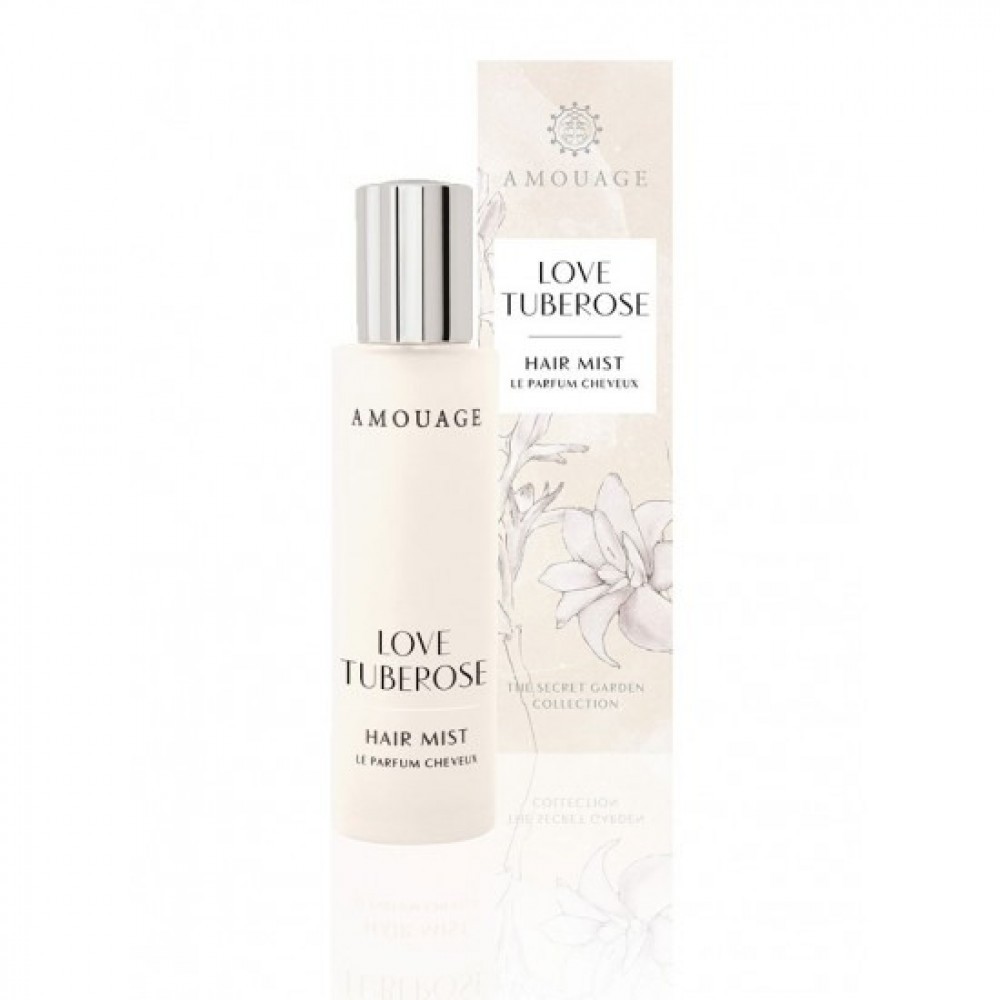 AMOUAGE
LOVE
TUBEROSE
HAIR MIST
LE PARFUM CHEVEUX
THE SECRET GARDEN
COLLECTION
AMOUAGE
LOVE
TUBEROSE
HAIR MIST
LE PARFUM CHEVEUX